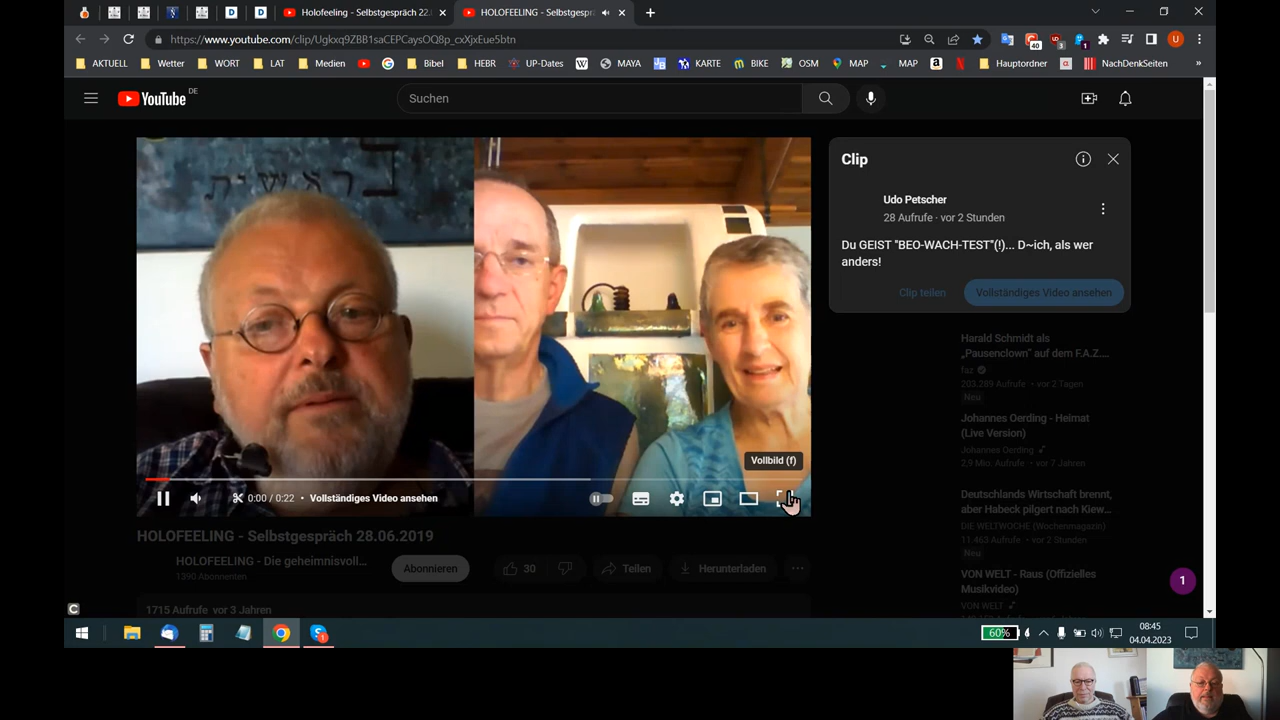 Holofeeling - Selbstgespräch 22.
HOLOFEELING - Selbstgespr
https://www.youtube.com/clip/Ugkxq9ZBB1saCEPCaysOQ8p_cxXjxEue5btn
40
3
1
U
AKTUELL
Wetter
WORT
LAT
Medien
Bibel
HEBR
UP-Dates
MAYA
KARTE
BIKE
OSM
MAP
MAP
Hauptordner
NachDenkSeiten
»
YouTube DE
Suchen
בראשית
Clip
Udo Petscher
28 Aufrufe · vor 2 Stunden
Du GEIST "BEO-WACH-TEST"(!)... D~ich, als wer
anders!
Clip teilen
Vollständiges Video ansehen
Vollbild (f)
0:00 / 0:22 • Vollständiges Video ansehen
HOLOFEELING - Selbstgespräch 28.06.2019
HOLOFEELING - Die geheimnisvoll...
1390 Abonnenten
Abonnieren
30
Teilen
Herunterladen
1715 Aufrufe vor 3 Jahren
Harald Schmidt als
„Pausenclown" auf dem F.A.Z....
faz
203.289 Aufrufe • vor 2 Tagen
Neu
Johannes Oerding - Heimat
(Live Version)
Johannes Oerding
2,9 Mio. Aufrufe • vor 7 Jahren
Deutschlands Wirtschaft brennt,
aber Habeck pilgert nach Kiew...
DIE WELTWOCHE (Wochenmagazin)
11.465 Aufrufe • vor 2 Stunden
Neu
VON WELT - Raus (Offizielles
Musikvideo)
VON WELT
1
60%
08:45
04.04.2023